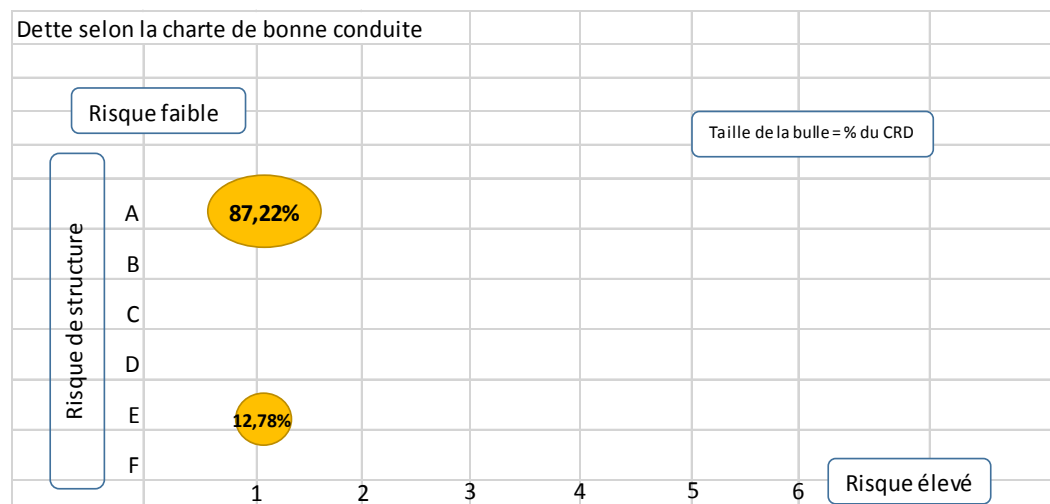 Dette selon la charte de bonne conduite
Risque faible
Taille de la bulle = % du CRD
Risque de structure
A
87,22%
B
C
D
E
12,78%
F
1
2
3
4
5
6
Risque élevé